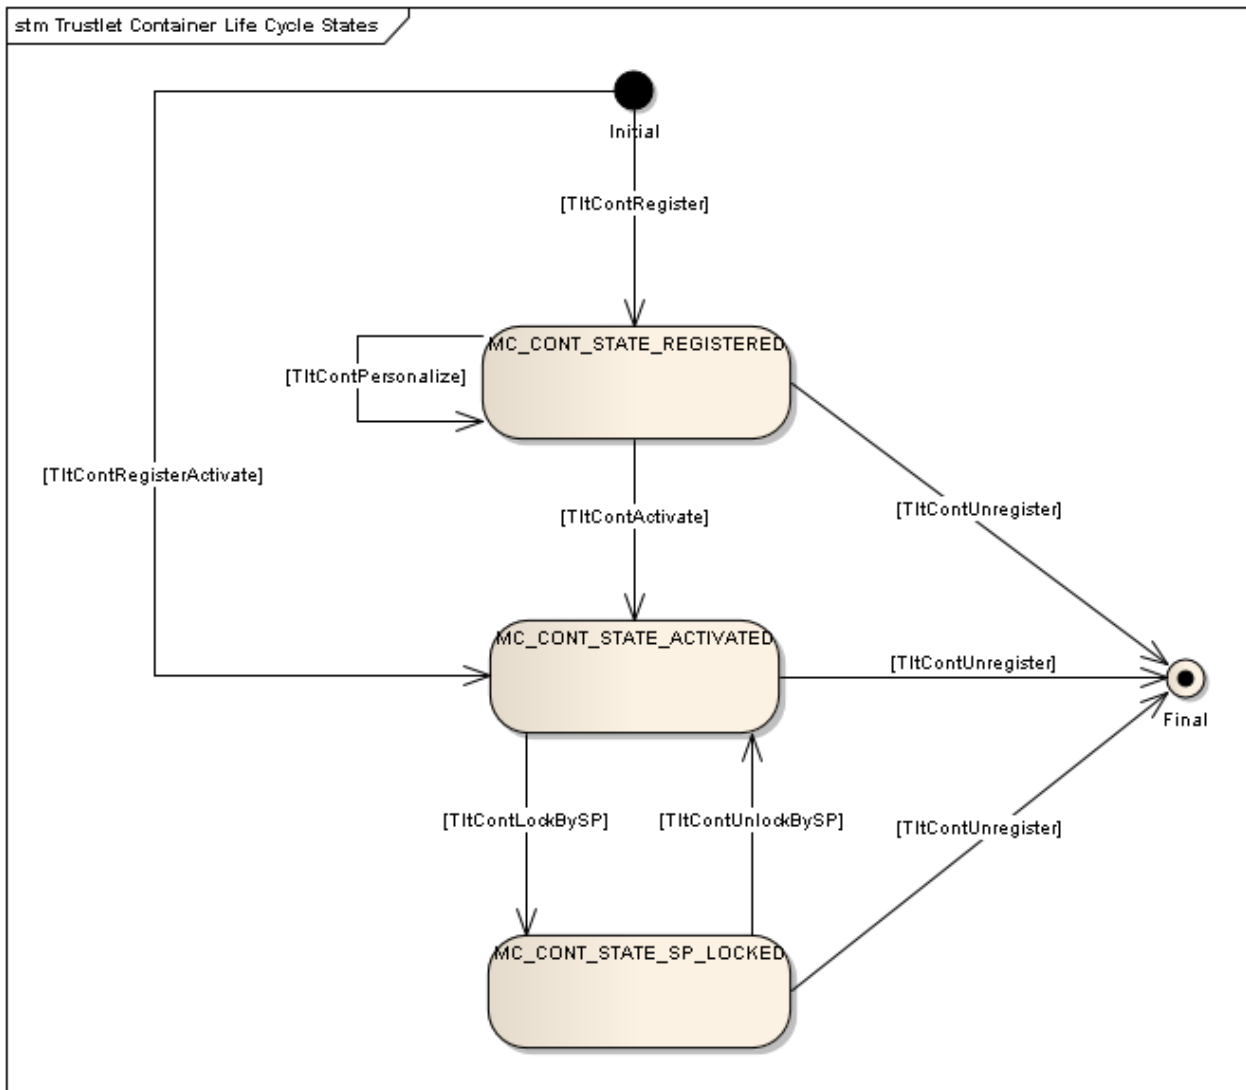 stm Trustlet Container Life Cycle States
Initial
[TltContRegister]
MC_CONT_STATE_REGISTERED
[TltContPersonalize]
[TltContRegisterActivate]
[TltContUnregister]
[TltContActivate]
MC_CONT_STATE_ACTIVATED
[TltContUnregister]
Final
[TltContLockBySP]
[TltContUnlockBySP]
[TltContUnregister]
MC_CONT_STATE_SP_LOCKED